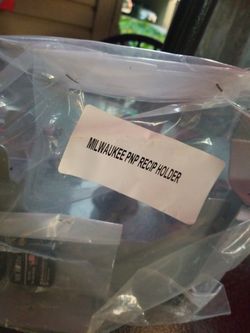 MILWAUKEE PNP RECIP HOLDER